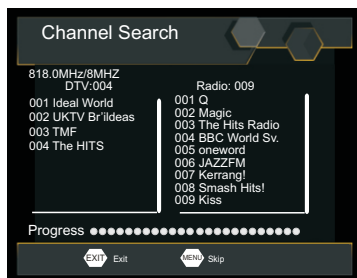 Channel Search
818.0MHz/8MHZ
DTV:004
001 Ideal World
002 UKTV Br'ildeas
003 TMF
004 The HITS
Radio: 009
001 Q
002 Magic
003 The Hits Radio
004 BBC World Sv.
005 oneword
006 JAZZFM
007 Kerrang!
008 Smash Hits!
009 Kiss
Progress
EXIT Exit
MENU Skip